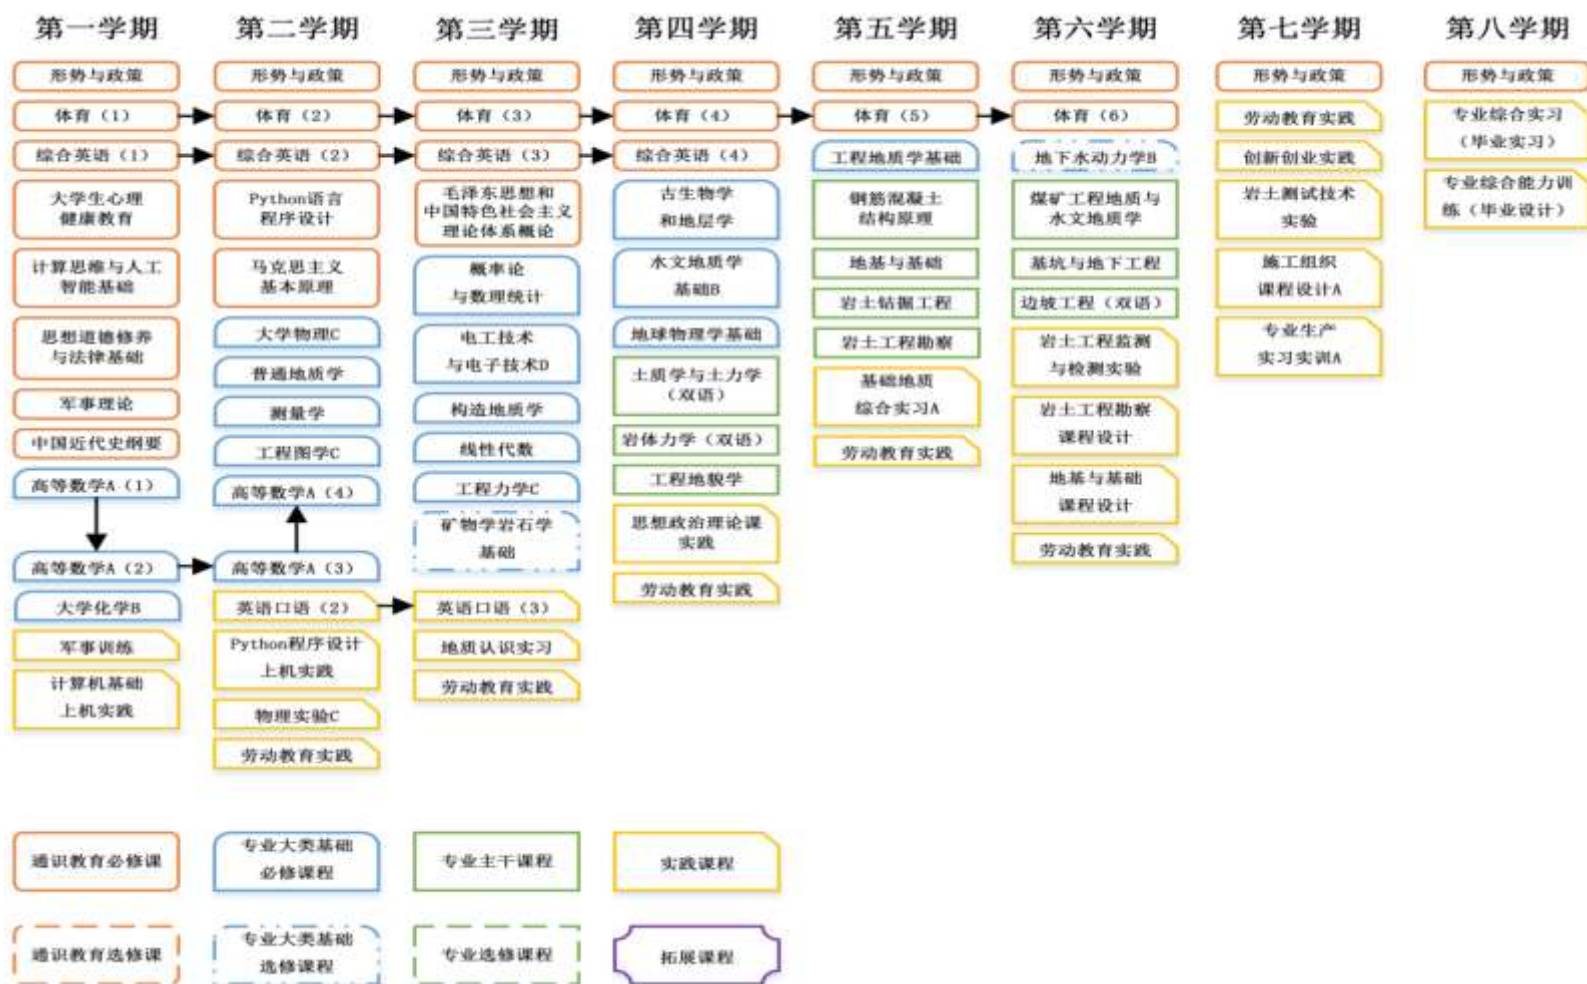 第一学期
形势与政策
体育（1）
综合英语（1）
大学生心理
健康教育
计算思维与人工
智能基础
思想道德修养
与法律基础
军事理论
中国近代史纲要
高等数学A（1）
高等数学A（2）
大学化学B
军事训练
计算机基础
上机实践
第二学期
形势与政策
体育（2）
综合英语（2）
Python语言
程序设计
马克思主义
基本原理
大学物理C
普通地质学
测量学
工程图学C
高等数学A（4）
高等数学A（3）
英语口语（2）
Python程序设计
上机实践
物理实验C
劳动教育实践
第三学期
形势与政策
体育（3）
综合英语（3）
毛泽东思想和
中国特色社会主义
理论体系概论
概率论
与数理统计
电工技术
与电子技术D
构造地质学
线性代数
工程力学C
矿物学岩石学
基础
英语口语（3）
地质认识实习
劳动教育实践
第四学期
形势与政策
体育（4）
综合英语（4）
古生物学
和地层学
水文地质学
基础B
地球物理学基础
土质学与土力学
（双语）
岩体力学（双语）
工程地貌学
思想政治理论课
实践
劳动教育实践
第五学期
形势与政策
体育（5）
工程地质学基础
钢筋混凝土
结构原理
地基与基础
岩土钻掘工程
岩土工程勘察
基础地质
综合实习A
劳动教育实践
第六学期
形势与政策
体育（6）
地下水动力学B
煤矿工程地质与
水文地质学
基坑与地下工程
边坡工程（双语）
岩土工程监测
与检测实验
岩土工程勘察
课程设计
地基与基础
课程设计
劳动教育实践
第七学期
形势与政策
劳动教育实践
创新创业实践
岩土测试技术
实验
施工组织
课程设计A
专业生产
实习实训A
第八学期
形势与政策
专业综合实习
（毕业实习）
专业综合能力训
练（毕业设计）
通识教育必修课
专业大类基础
必修课程
专业主干课程
实践课程
通识教育选修课
专业大类基础
选修课程
专业选修课程
拓展课程